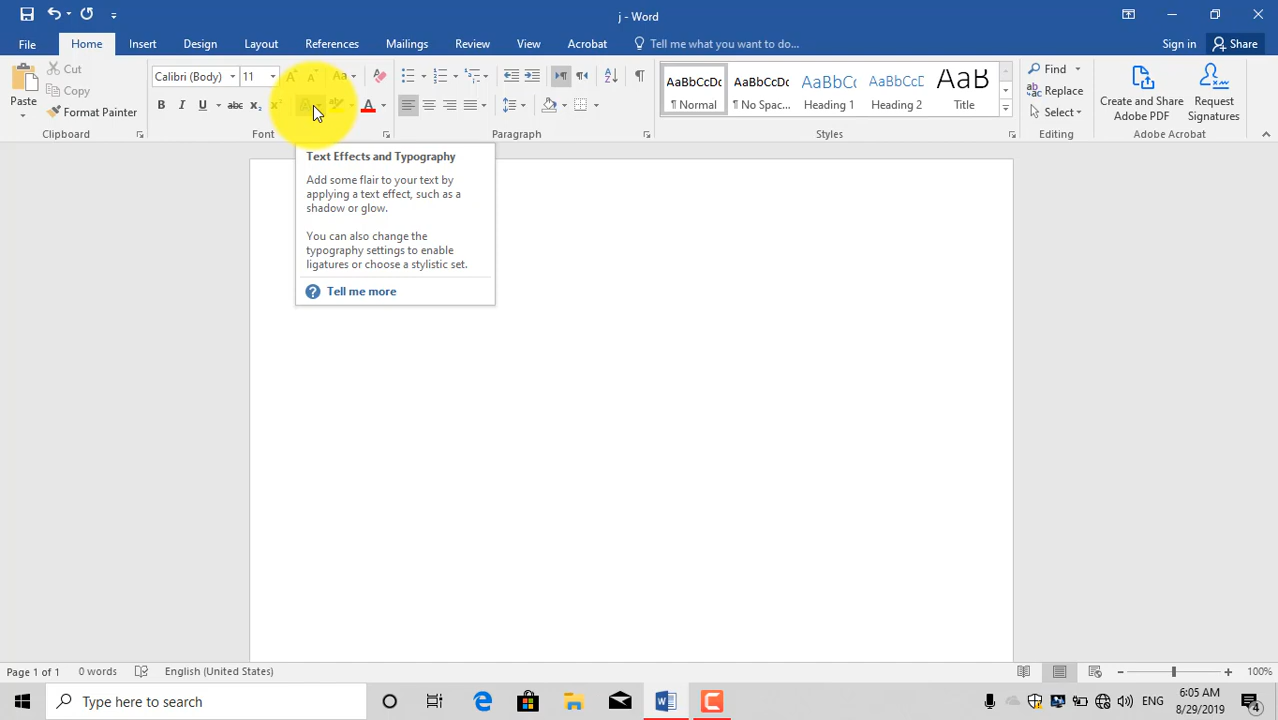 j - Word
File Home Insert Design Layout References Mailings Review View Acrobat Tell me what you want to do... Sign in Share
Paste
Cut
Copy
Format Painter
Clipboard
Calibri (Body) 11 Aa
B I U abc x₂ x² A
Font
Paragraph
AaBbCcDc AaBbCcDc AaBbCc AaBbCcD AaB
¶ Normal ¶ No Spac... Heading 1 Heading 2 Title
Styles
Find
Replace
Select
Editing
Create and Share
Adobe PDF
Request
Signatures
Adobe Acrobat
Text Effects and Typography
Add some flair to your text by
applying a text effect, such as a
shadow or glow.
You can also change the
typography settings to enable
ligatures or choose a stylistic set.
? Tell me more
Page 1 of 1 0 words English (United States) 100%
Type here to search
ENG
6:05 AM
8/29/2019
4